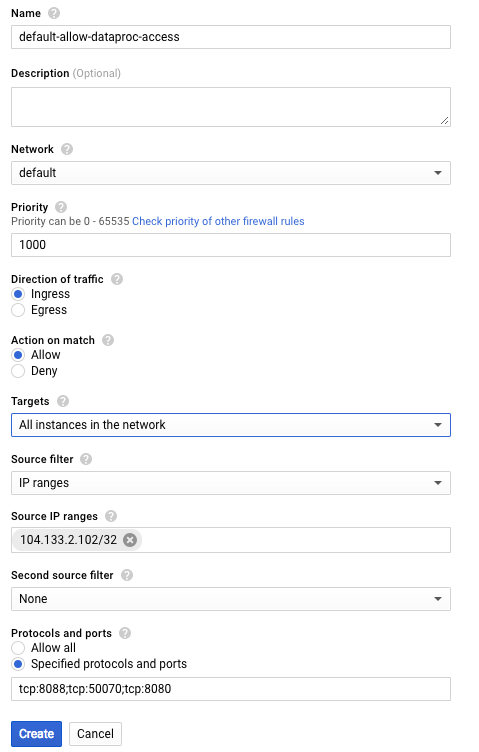 Name
default-allow-dataproc-access
Description (Optional)
Network
default
Priority
Priority can be 0 - 65535 Check priority of other firewall rules
1000
Direction of traffic
Ingress
Egress
Action on match
Allow
Deny
Targets
All instances in the network
Source filter
IP ranges
Source IP ranges
104.133.2.102/32
Second source filter
None
Protocols and ports
Allow all
Specified protocols and ports
tcp:8088;tcp:50070;tcp:8080
Create Cancel